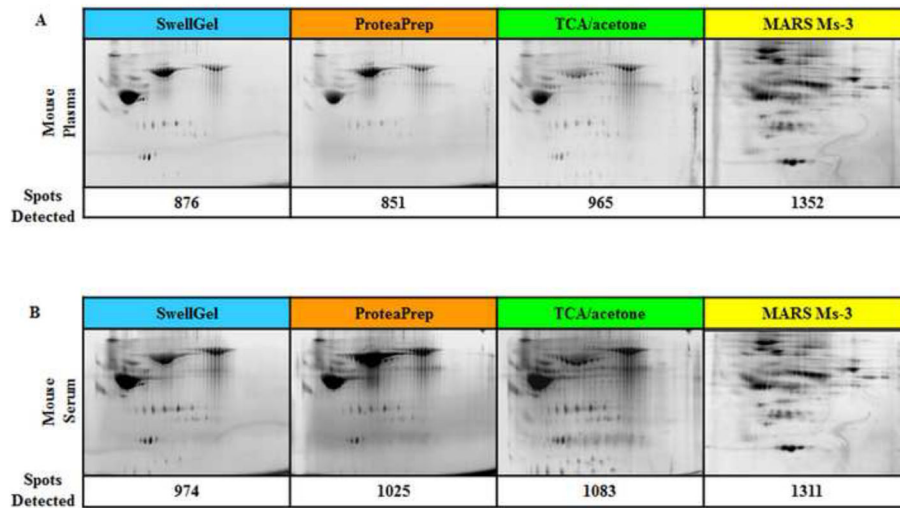 A
SwellGel ProteaPrep TCA/acetone MARS Ms-3
Mouse
Plasma
Spots
Detected
876 851 965 1352
B
SwellGel ProteaPrep TCA/acetone MARS Ms-3
Mouse
Serum
Spots
Detected
974 1025 1083 1311